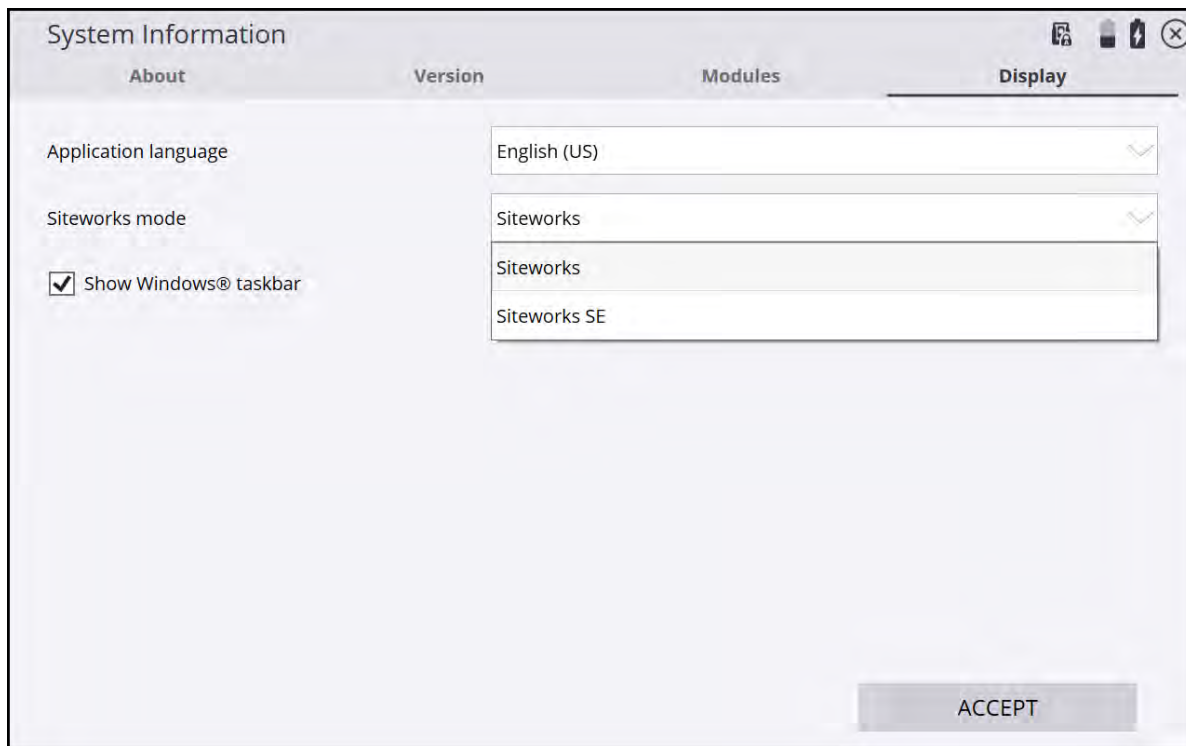 System Information
About Version Modules Display
Application language English (US)
Siteworks mode Siteworks
Siteworks
Show Windows® taskbar
Siteworks SE
ACCEPT